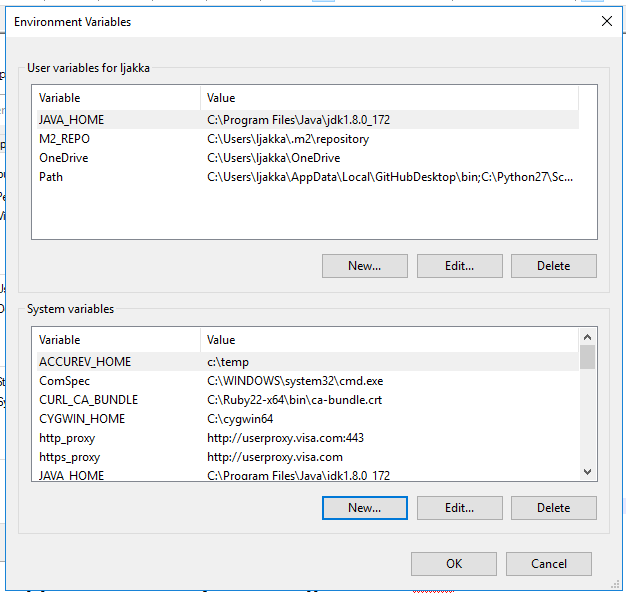 Environment Variables
User variables for ljakka
Variable Value
JAVA_HOME C:\Program Files\Java\jdk1.8.0_172
M2_REPO C:\Users\ljakka\.m2\repository
OneDrive C:\Users\ljakka\OneDrive
Path C:\Users\ljakka\AppData\Local\GitHubDesktop\bin;C:\Python27\Sc...
New... Edit... Delete
System variables
Variable Value
ACCUREV_HOME c:\temp
ComSpec C:\WINDOWS\system32\cmd.exe
CURL_CA_BUNDLE C:\Ruby22-x64\bin\ca-bundle.crt
CYGWIN_HOME C:\cygwin64
http_proxy http://userproxy.visa.com:443
https_proxy http://userproxy.visa.com
JAVA_HOME C:\Program Files\Java\jdk1.8.0_172
New... Edit... Delete
OK Cancel